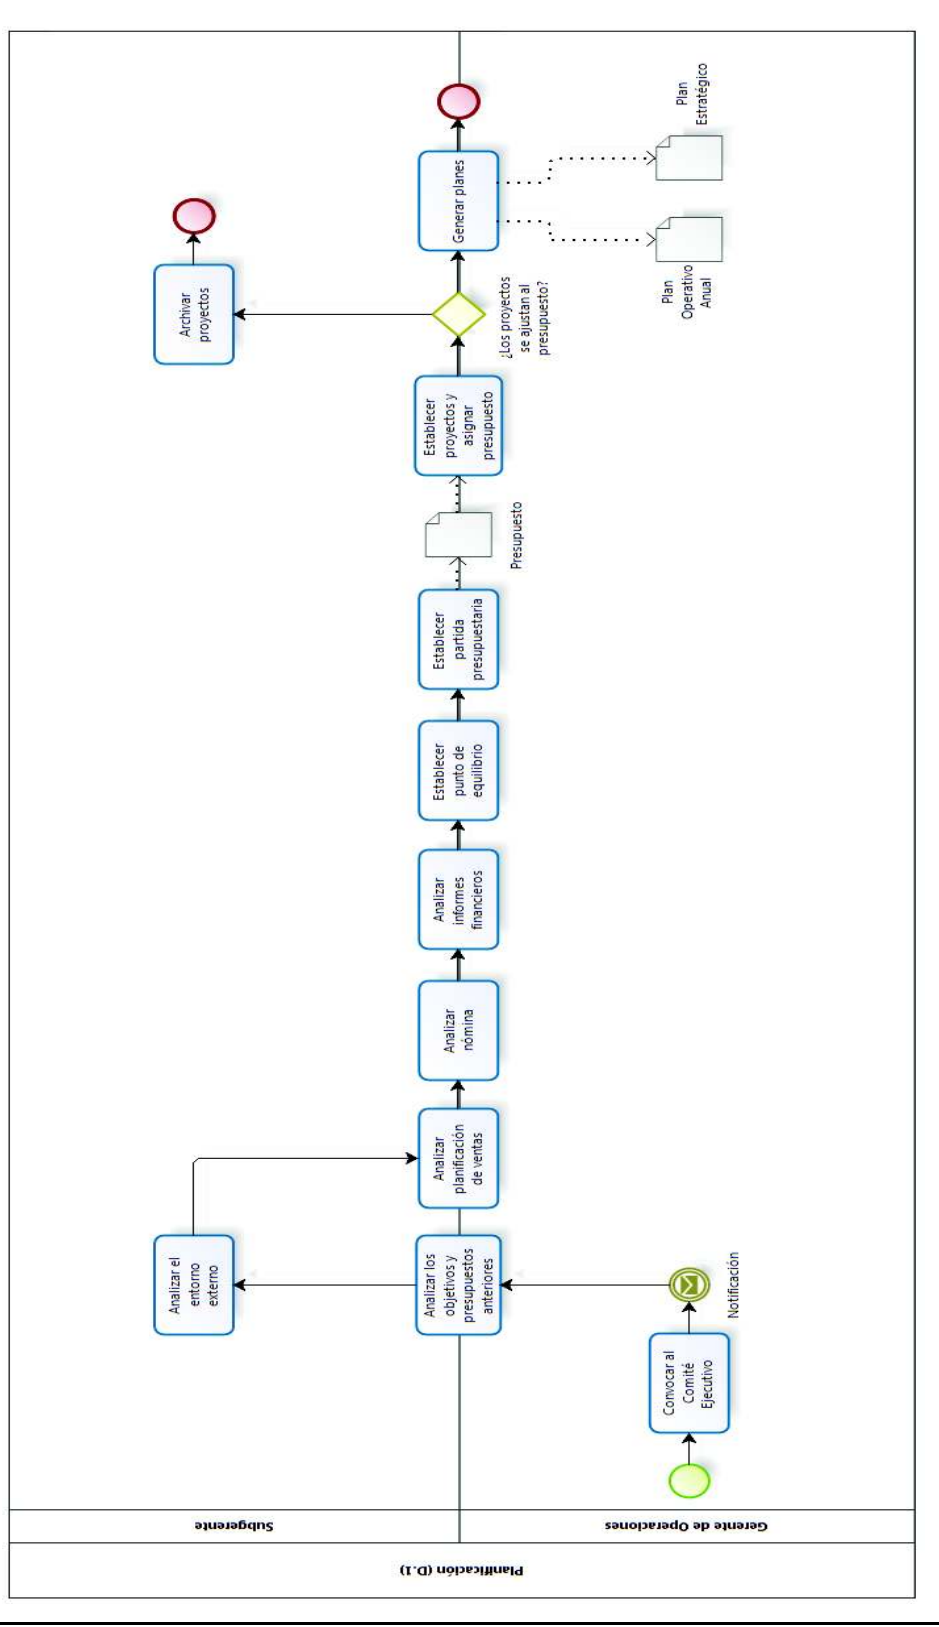 Planificación (D.1)
Subgerente
Gerente de Operaciones
Convocar al
Comité
Ejecutivo
Notificación
Analizar los
objetivos y
presupuestos
anteriores
Analizar el
entorno
externo
Analizar
planificación
de ventas
Analizar
nómina
Analizar
informes
financieros
Establecer
punto de
equilibrio
Establecer
partida
presupuestaria
Presupuesto
Establecer
proyectos y
asignar
presupuesto
¿Los proyectos
se ajustan al
presupuesto?
Archivar
proyectos
Generar planes
Plan
Operativo
Anual
Plan
Estratégico